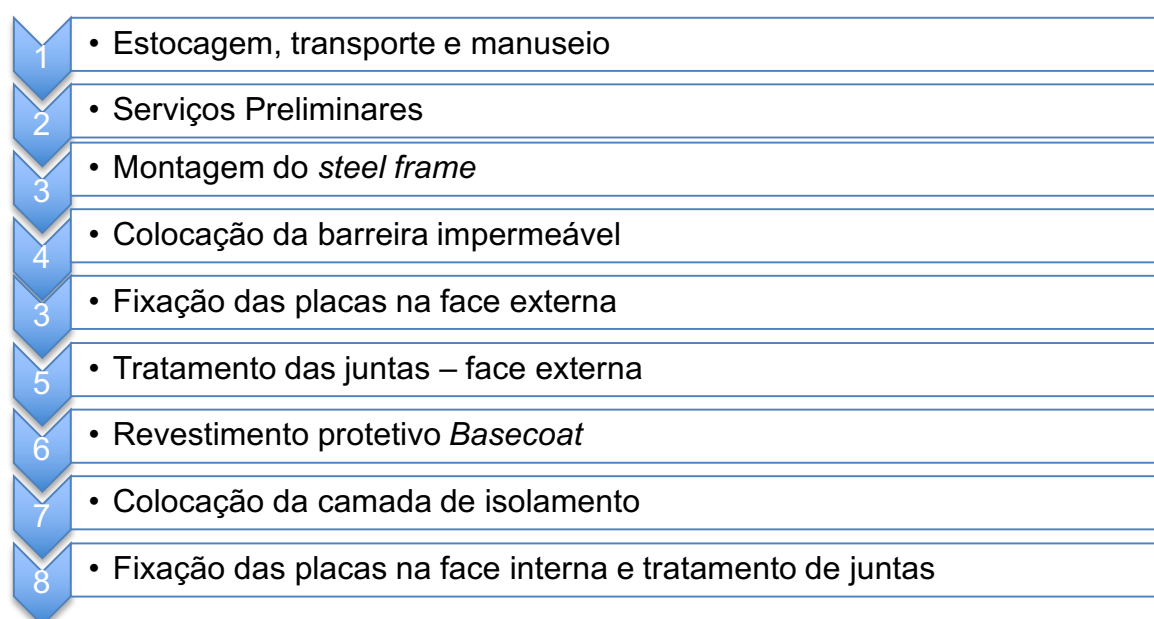 1 • Estocagem, transporte e manuseio
2 • Serviços Preliminares
3 • Montagem do steel frame
4 • Colocação da barreira impermeável
3 • Fixação das placas na face externa
5 • Tratamento das juntas – face externa
6 • Revestimento protetivo Basecoat
7 • Colocação da camada de isolamento
8 • Fixação das placas na face interna e tratamento de juntas